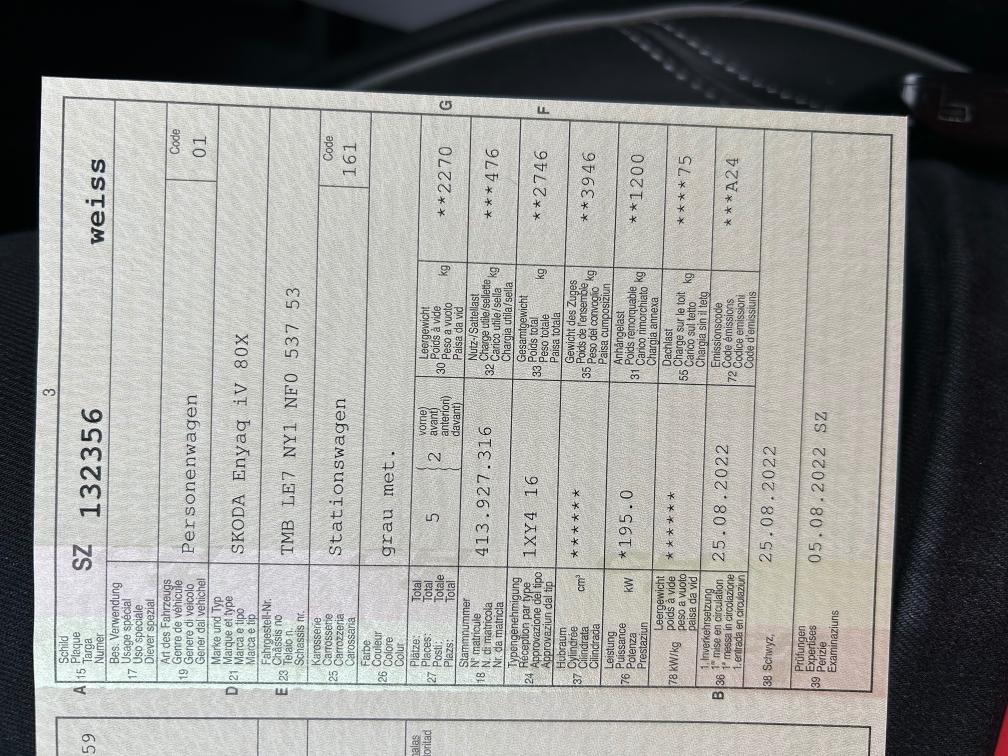 3
A 15 Schild
Plaque
Targa
Numer
SZ 132356 weiss
17 Bes. Verwendung
Usage spécial
Uso speciale
Diever spezial
19 Art des Fahrzeugs
Genre de véhicule
Genere di veicolo
Gener dal vehichel
Personenwagen
Code
01
D 21 Marke und Typ
Marque et type
Marca e tipo
Marca e tip
SKODA Enyaq iV 80X
E 23 Fahrgestell-Nr.
Châssis no
Telaio n.
Schassis nr.
TMB LE7 NY1 NF0 537 53
25 Karosserie
Carrosserie
Carrozzeria
Carossaria
Stationswagen
Code
161
26 Farbe
Couleur
Colore
Colur
grau met.
27 Plätze: Total
Places: Total
Posti: Totale
Plazs: Total
5 2
vorne)
avant)
anteriori)
davant)
30 Leergewicht
Poids à vide
Peso a vuoto
Paisa da vid
kg
**2270
G
18 Stammnummer
N° matricule
N. di matricola
Nr. da matricla
413.927.316
32 Nutz-/Sattellast
Charge utile/sellette
Carico utile/sella
Chargia utila/sella
kg
***476
24 Typengenehmigung
Réception par type
Approvazione del tipo
Approvaziun dal tip
1XY4 16
33 Gesamtgewicht
Poids total
Peso totale
Paisa totala
kg
**2746
F
37 Hubraum
Cylindrée
Cilindrata
Cilindrada
cm³
******
35 Gewicht des Zuges
Poids de l'ensemble
Peso del convoglio
Paisa cumposiziun
kg
**3946
76 Leistung
Puissance
Potenza
Prestaziun
kW
*195.0
31 Anhängelast
Poids remorquable
Carico rimorchiato
Chargia annexa
kg
**1200
78 kW/kg
Leergewicht
poids à vide
peso a vuoto
paisa da vid
******
55 Dachlast
Charge sur le toit
Carico sul tetto
Chargia sin il tetg
kg
****75
B 36 1. Inverkehrsetzung
1re mise en circulation
1a messa in circolazione
1. entrada en circulaziun
25.08.2022
72 Emissionscode
Code émissions
Codice emissioni
Code d'emissiuns
***A24
38 Schwyz,
25.08.2022
39 Prüfungen
Expertises
Perizie
Examinaziuns
05.08.2022 SZ
59